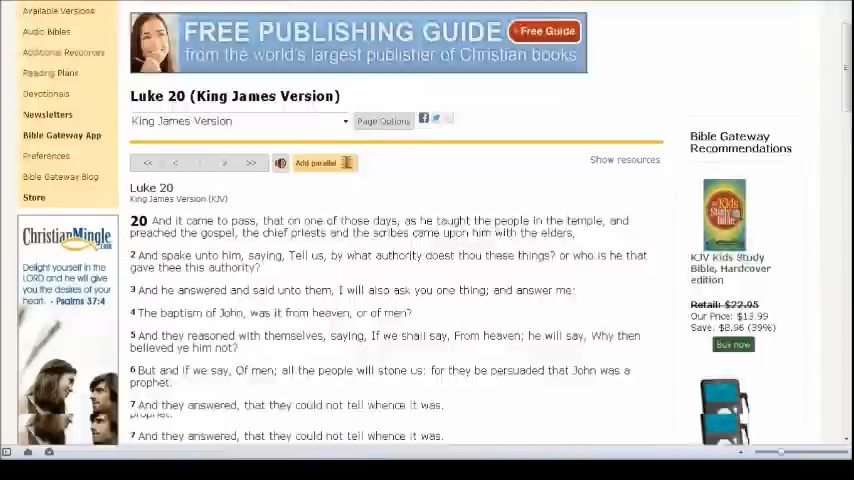 Available Versions
Audio Bibles
Additional Resources
Reading Plans
Devotionals
Newsletters
Bible Gateway App
Preferences
Bible Gateway Blog
Store
ChristianMingle
Delight yourself in the
LORD and he will give
you the desires of your
heart. - Psalms 37:4
FREE PUBLISHING GUIDE
Free Guide
from the world's largest publisher of Christian books
Luke 20 (King James Version)
King James Version
Page Options
<< < > >>
Add parallel
Show resources
Luke 20
King James Version (KJV)
20 And it came to pass, that on one of those days, as he taught the people in the temple, and
preached the gospel, the chief priests and the scribes came upon him with the elders,
2 And spake unto him, saying, Tell us, by what authority doest thou these things? or who is he that
gave thee this authority?
3 And he answered and said unto them, I will also ask you one thing; and answer me:
4 The baptism of John, was it from heaven, or of men?
5 And they reasoned with themselves, saying, If we shall say, From heaven; he will say, Why then
believed ye him not?
6 But and if we say, Of men; all the people will stone us: for they be persuaded that John was a
prophet.
7 And they answered, that they could not tell whence it was.
prophet.
7 And they answered, that they could not tell whence it was.
Bible Gateway
Recommendations
Kids
Study
Bible
KJV Kids Study
Bible, Hardcover
edition
Retail: $22.95
Our Price: $13.99
Save: $8.96 (39%)
Buy now